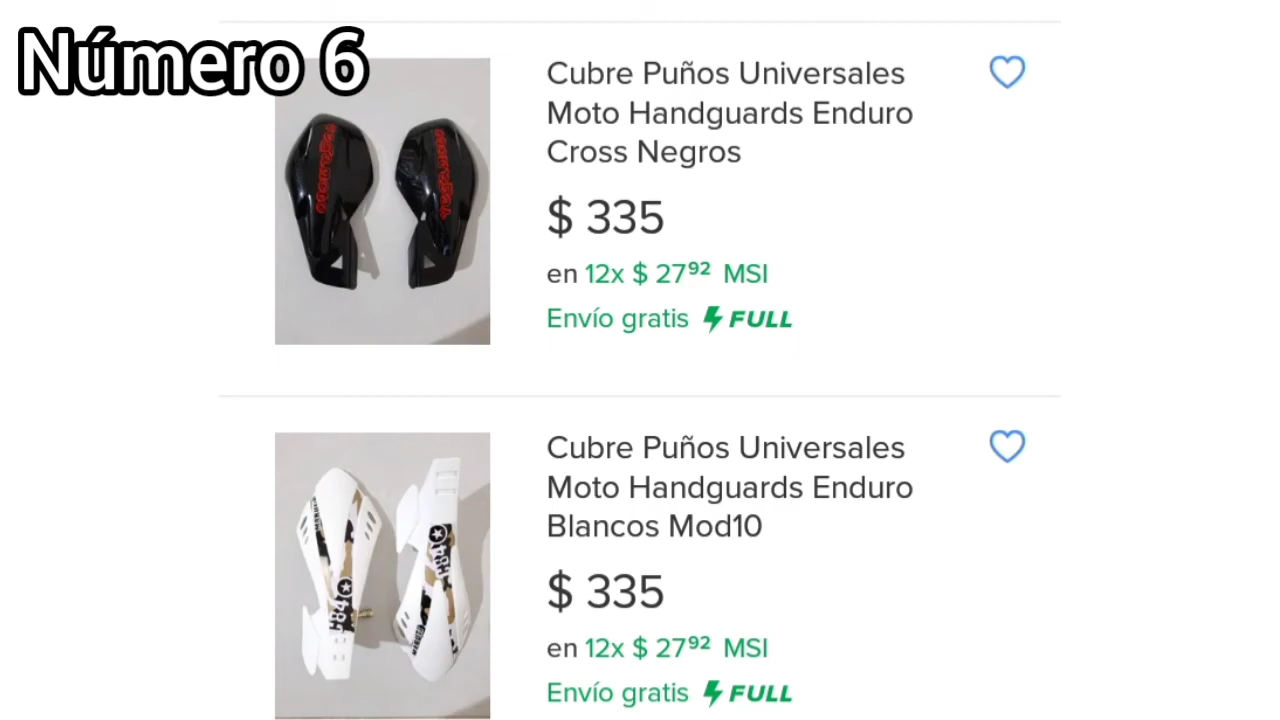 Número 6
Cubre Puños Universales
Moto Handguards Enduro
Cross Negros
$ 335
en 12x $ 27⁹² MSI
Envío gratis FULL
Cubre Puños Universales
Moto Handguards Enduro
Blancos Mod10
$ 335
en 12x $ 27⁹² MSI
Envío gratis FULL